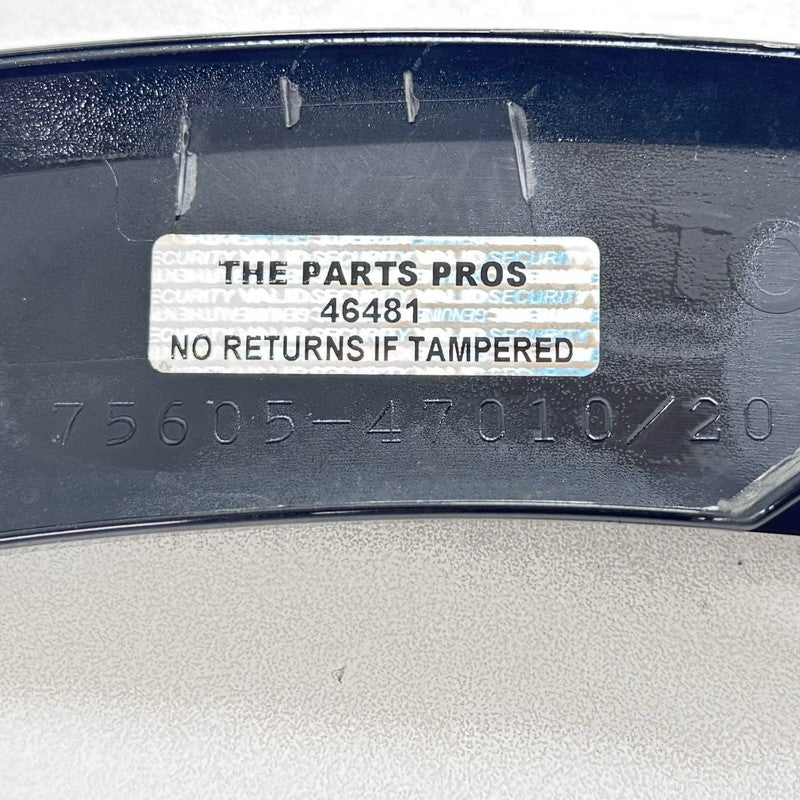 THE PARTS PROS
46481
NO RETURNS IF TAMPERED
75605-47010/20